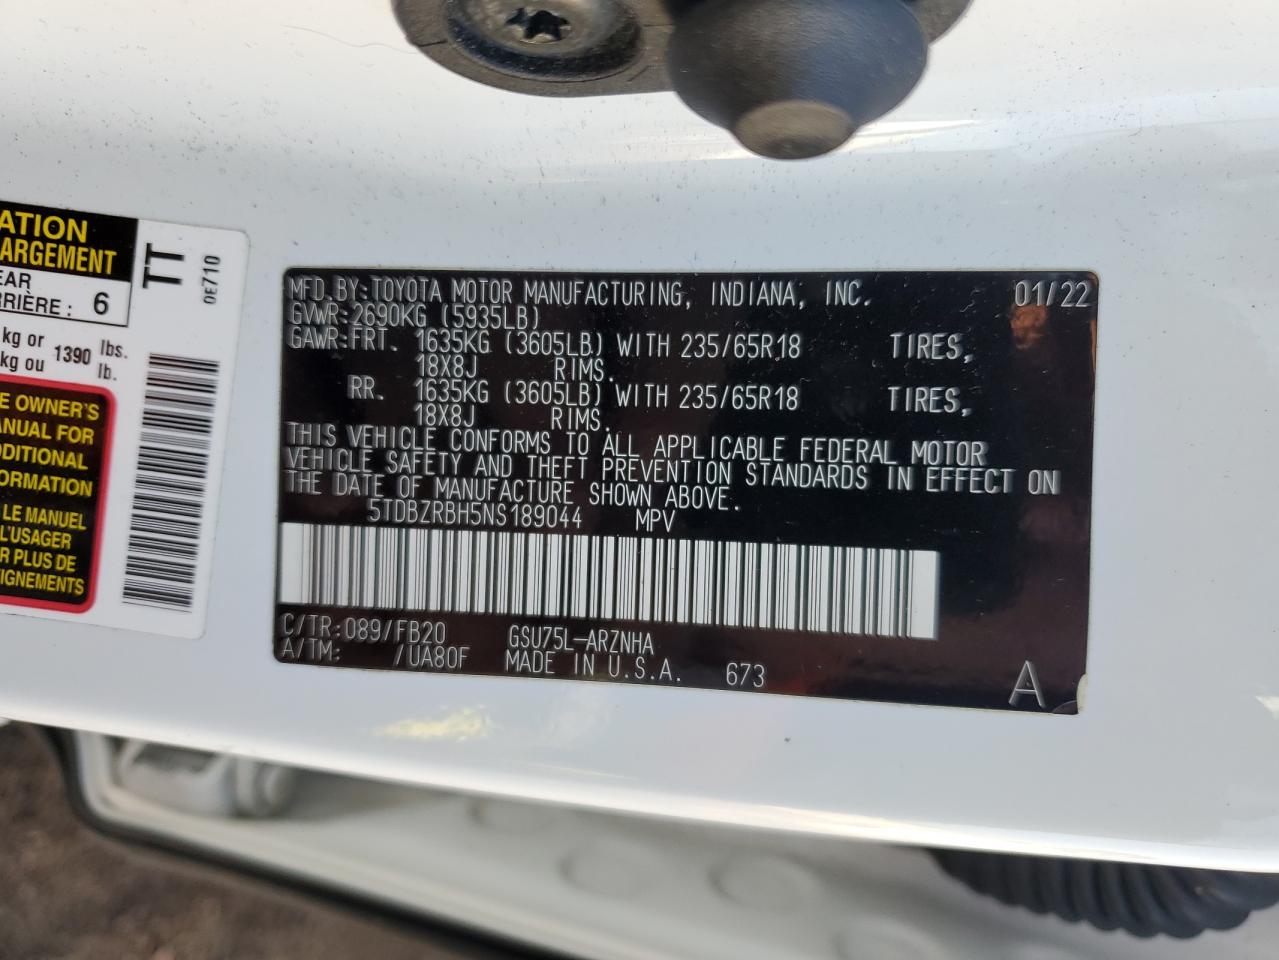 ATION
ARGEMENT
EAR
RRIÈRE : 6
kg or
kg ou 1390 lbs.
lb.
TT
0E710
E OWNER'S
ANUAL FOR
DDITIONAL
FORMATION
LE MANUEL
L'USAGER
R PLUS DE
IGNEMENTS
MFD. BY: TOYOTA MOTOR MANUFACTURING, INDIANA, INC. 01/22
GVWR: 2690KG (5935LB)
GAWR: FRT. 1635KG (3605LB) WITH 235/65R18 TIRES,
18X8J RIMS.
RR. 1635KG (3605LB) WITH 235/65R18 TIRES,
18X8J RIMS.
THIS VEHICLE CONFORMS TO ALL APPLICABLE FEDERAL MOTOR
VEHICLE SAFETY AND THEFT PREVENTION STANDARDS IN EFFECT ON
THE DATE OF MANUFACTURE SHOWN ABOVE.
5TDBZRBH5NS189044 MPV
C/TR: 089/FB20 GSU75L-ARZNHA
A/TM: /UA80F MADE IN U.S.A. 673 A